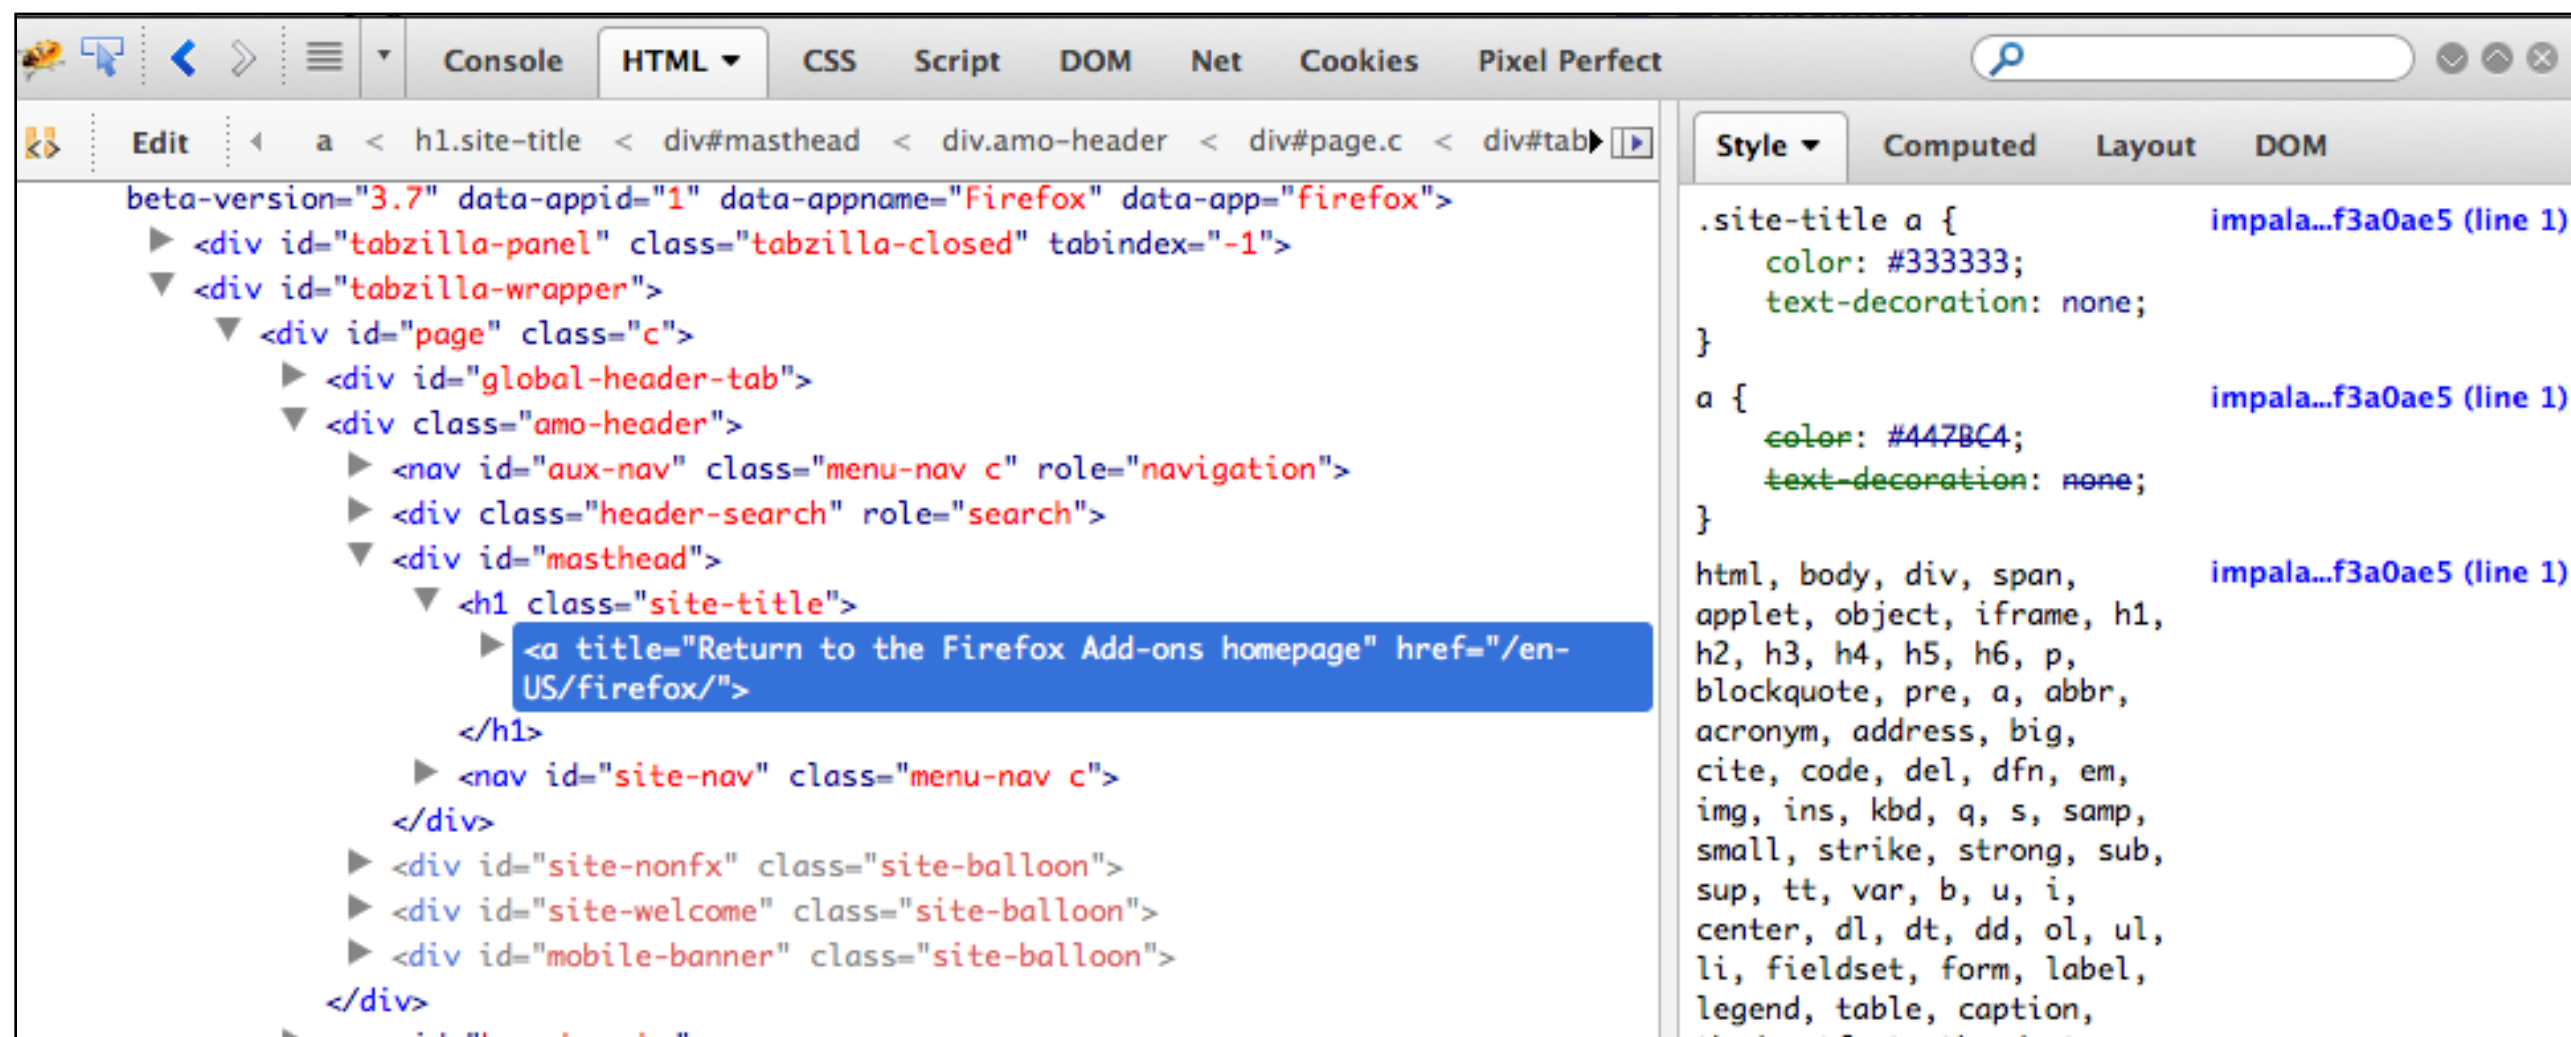 Console HTML CSS Script DOM Net Cookies Pixel Perfect
Edit a < h1.site-title < div#masthead < div.amo-header < div#page.c < div#tab
beta-version="3.7" data-appid="1" data-appname="Firefox" data-app="firefox">
<div id="tabzilla-panel" class="tabzilla-closed" tabindex="-1">
<div id="tabzilla-wrapper">
<div id="page" class="c">
<div id="global-header-tab">
<div class="amo-header">
<nav id="aux-nav" class="menu-nav c" role="navigation">
<div class="header-search" role="search">
<div id="masthead">
<h1 class="site-title">
<a title="Return to the Firefox Add-ons homepage" href="/en-
US/firefox/">
</h1>
<nav id="site-nav" class="menu-nav c">
</div>
<div id="site-nonfx" class="site-balloon">
<div id="site-welcome" class="site-balloon">
<div id="mobile-banner" class="site-balloon">
</div>
Style Computed Layout DOM
.site-title a { impala...f3a0ae5 (line 1)
color: #333333;
text-decoration: none;
}
a { impala...f3a0ae5 (line 1)
color: #447BC4;
text-decoration: none;
}
html, body, div, span, impala...f3a0ae5 (line 1)
applet, object, iframe, h1,
h2, h3, h4, h5, h6, p,
blockquote, pre, a, abbr,
acronym, address, big,
cite, code, del, dfn, em,
img, ins, kbd, q, s, samp,
small, strike, strong, sub,
sup, tt, var, b, u, i,
center, dl, dt, dd, ol, ul,
li, fieldset, form, label,
legend, table, caption,